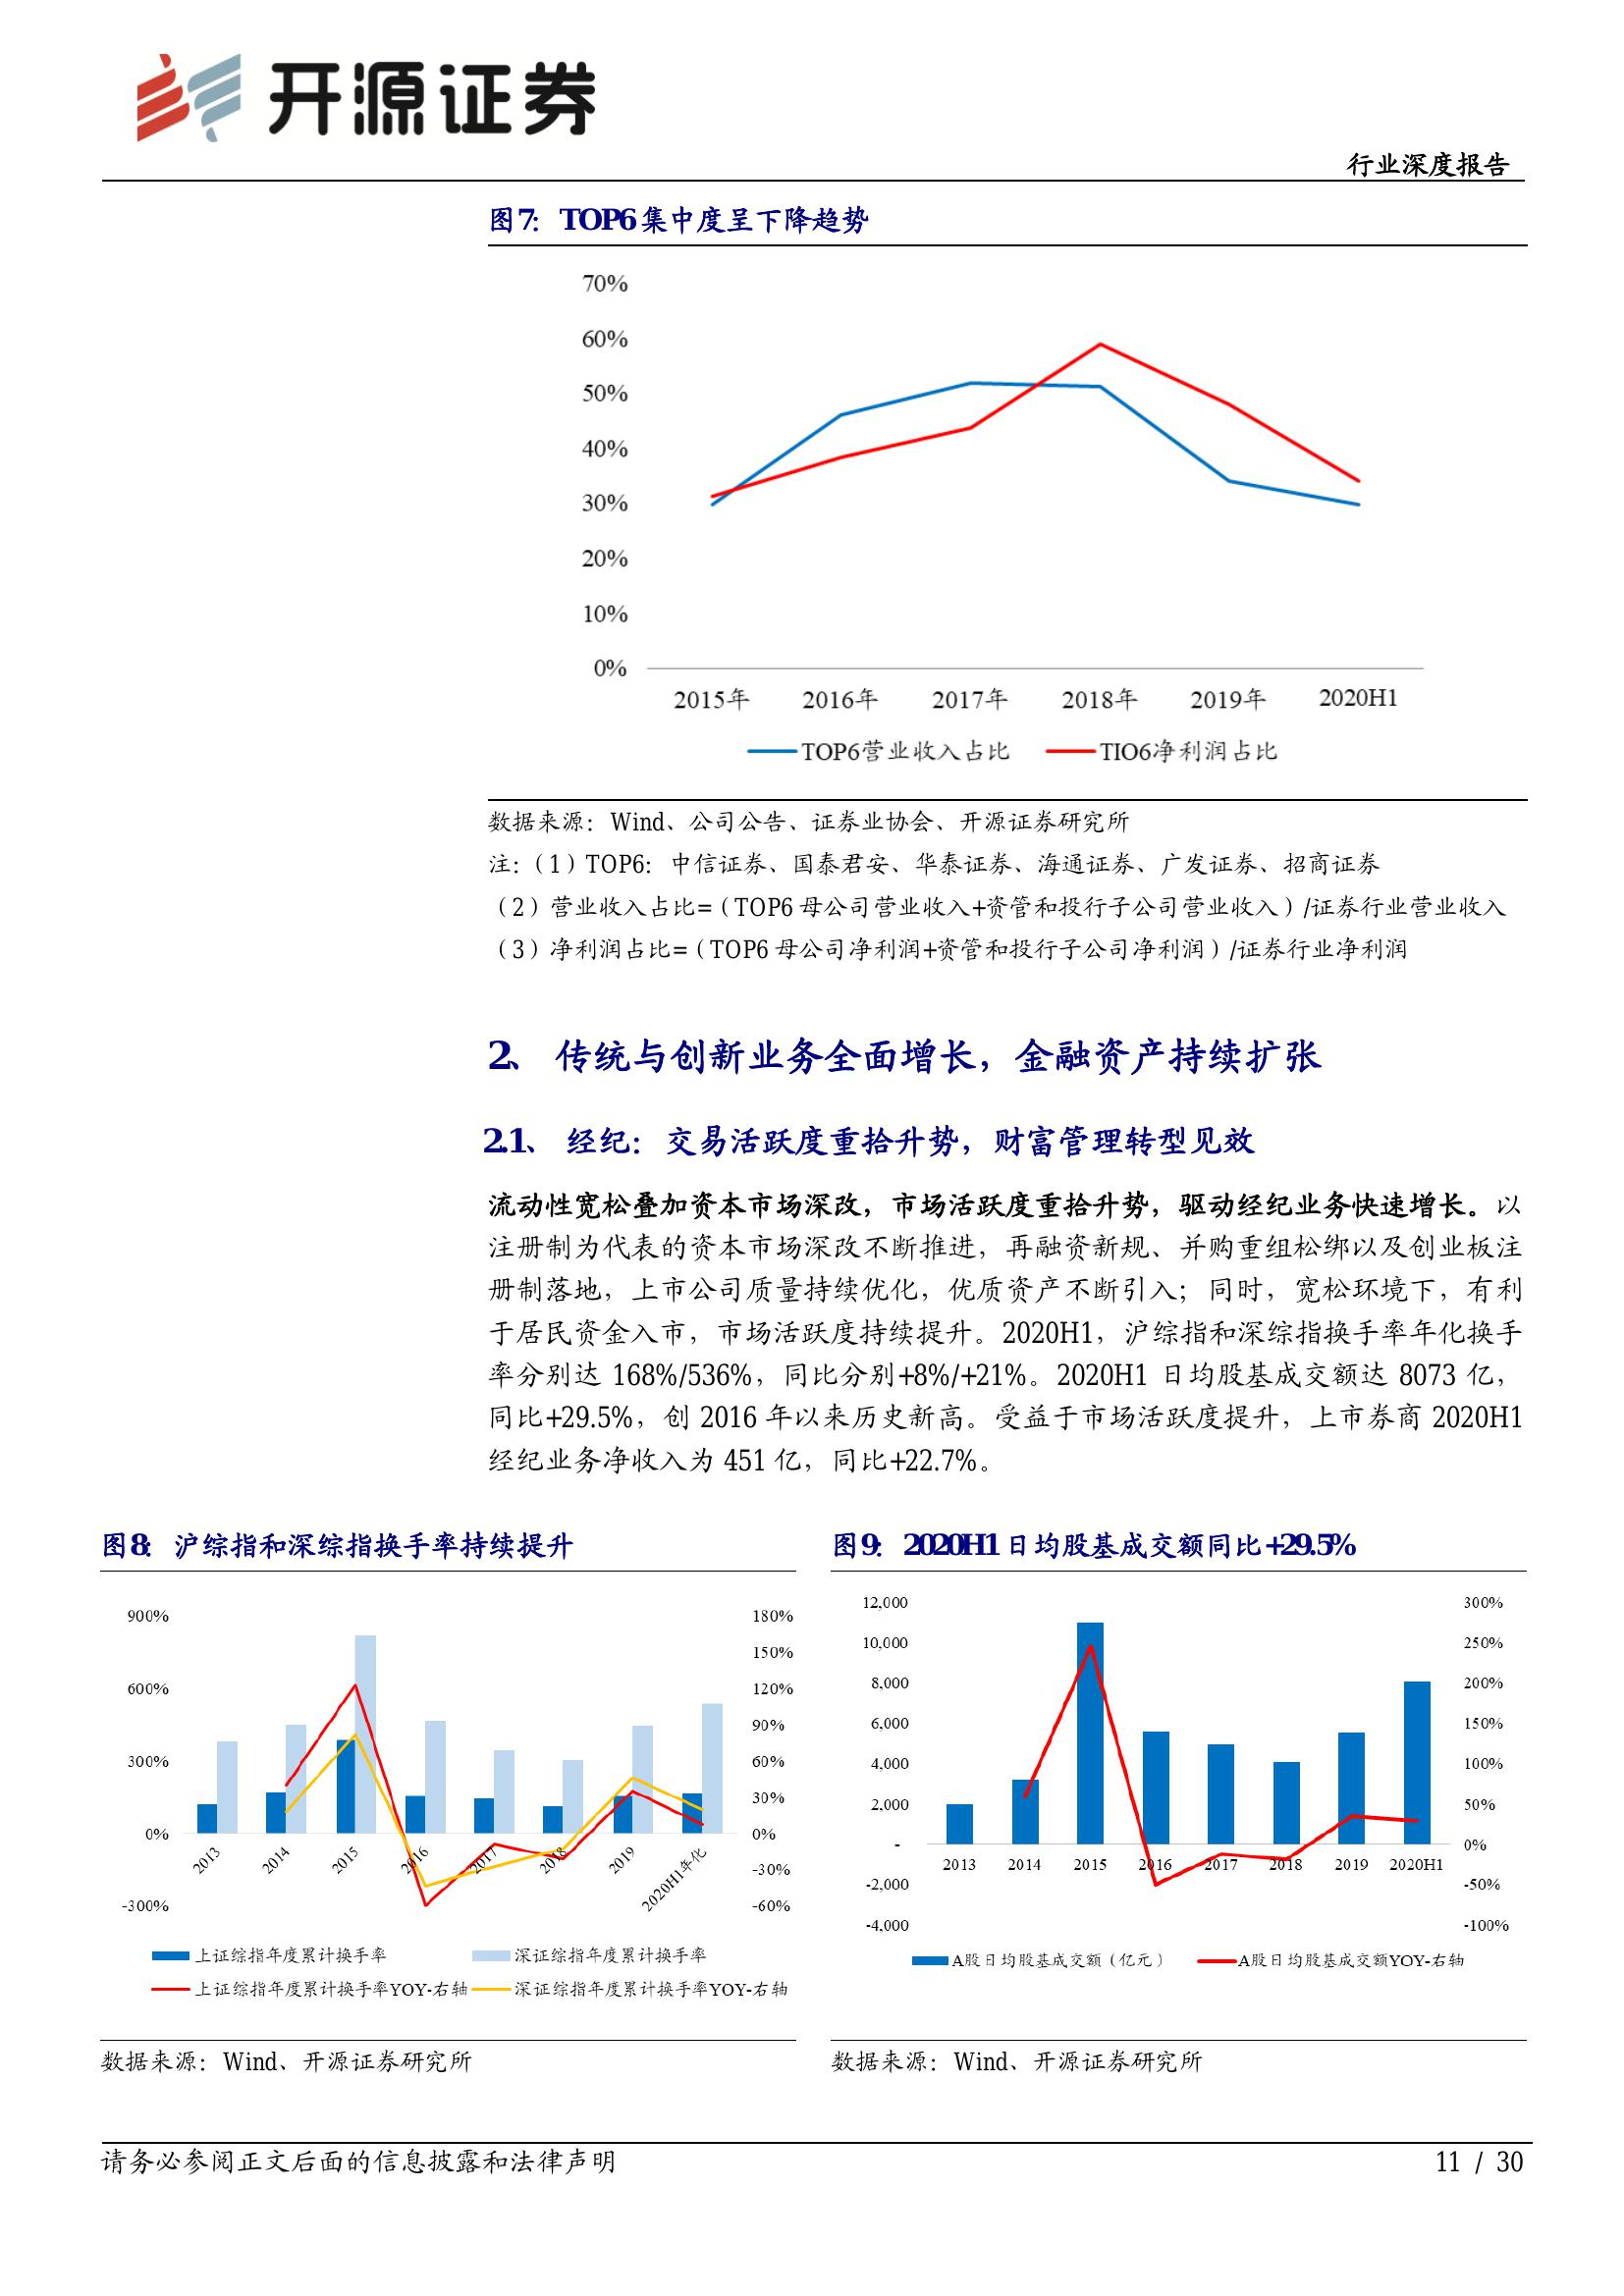 开源证券
行业深度报告
图7： TOP6集中度呈下降趋势
70%
60%
50%
40%
30%
20%
10%
0%
2015年 2016年 2017年 2018年 2019年 2020H1
TOP6营业收入占比 TIO6净利润占比
数据来源：Wind、公司公告、证券业协会、开源证券研究所
注：（1）TOP6：中信证券、国泰君安、华泰证券、海通证券、广发证券、招商证券
（2）营业收入占比=（TOP6母公司营业收入+资管和投行子公司营业收入）/证券行业营业收入
（3）净利润占比=（TOP6母公司净利润+资管和投行子公司净利润）/证券行业净利润
2、 传统与创新业务全面增长，金融资产持续扩张
2.1、 经纪：交易活跃度重拾升势，财富管理转型见效
流动性宽松叠加资本市场深改，市场活跃度重拾升势，驱动经纪业务快速增长。以
注册制为代表的资本市场深改不断推进，再融资新规、并购重组松绑以及创业板注
册制落地，上市公司质量持续优化，优质资产不断引入；同时，宽松环境下，有利
于居民资金入市，市场活跃度持续提升。2020H1，沪综指和深综指换手率年化换手
率分别达 168%/536%，同比分别+8%/+21%。2020H1 日均股基成交额达 8073 亿，
同比+29.5%，创 2016 年以来历史新高。受益于市场活跃度提升，上市券商 2020H1
经纪业务净收入为 451 亿，同比+22.7%。
图8： 沪综指和深综指换手率持续提升
900%
600%
300%
0%
-300%
180%
150%
120%
90%
60%
30%
0%
-30%
-60%
2013 2014 2015 2016 2017 2018 2019 2020H1年化
上证综指年度累计换手率 深证综指年度累计换手率
上证综指年度累计换手率YOY-右轴 深证综指年度累计换手率YOY-右轴
数据来源：Wind、开源证券研究所
图9： 2020H1 日均股基成交额同比+29.5%
12,000
10,000
8,000
6,000
4,000
2,000
-
-2,000
-4,000
300%
250%
200%
150%
100%
50%
0%
-50%
-100%
2013 2014 2015 2016 2017 2018 2019 2020H1
A股日均股基成交额（亿元） A股日均股基成交额YOY-右轴
数据来源：Wind、开源证券研究所
请务必参阅正文后面的信息披露和法律声明
11 / 30